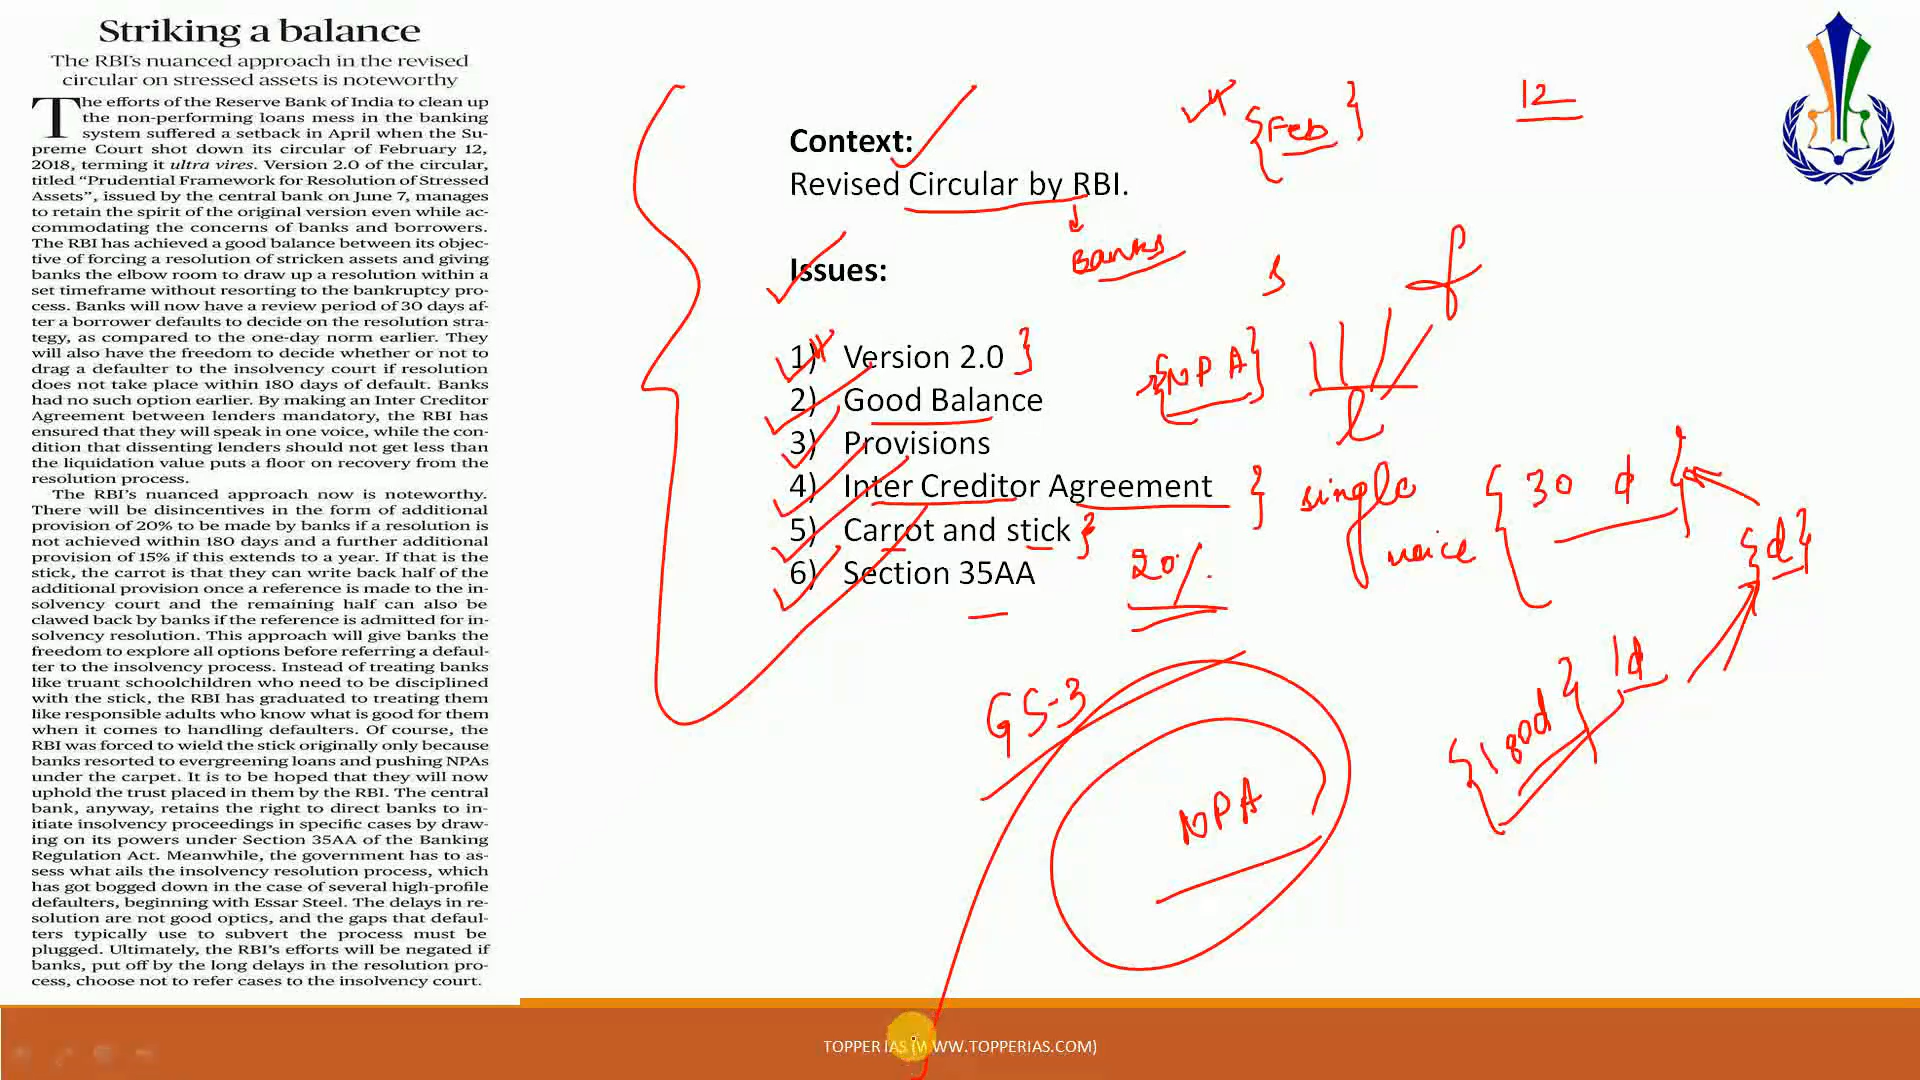 Striking a balance
The RBI's nuanced approach in the revised
circular on stressed assets is noteworthy
The efforts of the Reserve Bank of India to clean up
the non-performing loans mess in the banking
system suffered a setback in April when the Su-
preme Court shot down its circular of February 12,
2018, terming it ultra vires. Version 2.0 of the circular,
titled “Prudential Framework for Resolution of Stressed
Assets”, issued by the central bank on June 7, manages
to retain the spirit of the original version even while ac-
commodating the concerns of banks and borrowers.
The RBI has achieved a good balance between its objec-
tive of forcing a resolution of stricken assets and giving
banks the elbow room to draw up a resolution within a
set timeframe without resorting to the bankruptcy pro-
cess. Banks will now have a review period of 30 days af-
ter a borrower defaults to decide on the resolution stra-
tegy, as compared to the one-day norm earlier. They
will also have the freedom to decide whether or not to
drag a defaulter to the insolvency court if resolution
does not take place within 180 days of default. Banks
had no such option earlier. By making an Inter Creditor
Agreement between lenders mandatory, the RBI has
ensured that they will speak in one voice, while the con-
dition that dissenting lenders should not get less than
the liquidation value puts a floor on recovery from the
resolution process.
The RBI's nuanced approach now is noteworthy.
There will be disincentives in the form of additional
provision of 20% to be made by banks if a resolution is
not achieved within 180 days and a further additional
provision of 15% if this extends to a year. If that is the
stick, the carrot is that they can write back half of the
additional provision once a reference is made to the in-
solvency court and the remaining half can also be
clawed back by banks if the reference is admitted for in-
solvency resolution. This approach will give banks the
freedom to explore all options before referring a defaul-
ter to the insolvency process. Instead of treating banks
like truant schoolchildren who need to be disciplined
with the stick, the RBI has graduated to treating them
like responsible adults who know what is good for them
when it comes to handling defaulters. Of course, the
RBI was forced to wield the stick originally only because
banks resorted to evergreening loans and pushing NPAs
under the carpet. It is to be hoped that they will now
uphold the trust placed in them by the RBI. The central
bank, anyway, retains the right to direct banks to in-
itiate insolvency proceedings in specific cases by draw-
ing on its powers under Section 35AA of the Banking
Regulation Act. Meanwhile, the government has to as-
sess what ails the insolvency resolution process, which
has got bogged down in the case of several high-profile
defaulters, beginning with Essar Steel. The delays in re-
solution are not good optics, and the gaps that defaul-
ters typically use to subvert the process must be
plugged. Ultimately, the RBI's efforts will be negated if
banks, put off by the long delays in the resolution pro-
cess, choose not to refer cases to the insolvency court.
{Feb} 12
Context:
Revised Circular by RBI.
Banks
Issues:
1) Version 2.0 }
{NPA}
2) Good Balance
3) Provisions
4) Inter Creditor Agreement } single
voice {30 d}
{d}
5) Carrot and stick }
20%
6) Section 35AA
GS-3
1d
{180d}
NPA
TOPPER IAS (WWW.TOPPERIAS.COM)